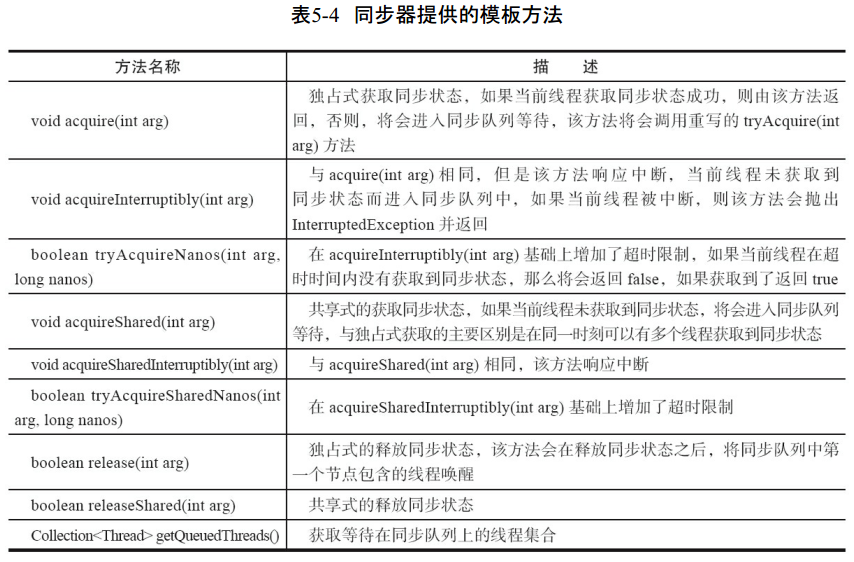 表5-4 同步器提供的模板方法
方法名称
描 述
void acquire(int arg)
独占式获取同步状态，如果当前线程获取同步状态成功，则由该方法返
回，否则，将会进入同步队列等待，该方法将会调用重写的 tryAcquire(int
arg) 方法
void acquireInterruptibly(int arg)
与 acquire(int arg) 相同，但是该方法响应中断，当前线程未获取到
同步状态而进入同步队列中，如果当前线程被中断，则该方法会抛出
InterruptedException 并返回
boolean tryAcquireNanos(int arg,
long nanos)
在 acquireInterruptibly(int arg) 基础上增加了超时限制，如果当前线程在超
时时间内没有获取到同步状态，那么将会返回 false，如果获取到了返回 true
void acquireShared(int arg)
共享式的获取同步状态，如果当前线程未获取到同步状态，将会进入同步队列
等待，与独占式获取的主要区别是在同一时刻可以有多个线程获取到同步状态
void acquireSharedInterruptibly(int arg)
与 acquireShared(int arg) 相同，该方法响应中断
boolean tryAcquireSharedNanos(int
arg, long nanos)
在 acquireSharedInterruptibly(int arg) 基础上增加了超时限制
boolean release(int arg)
独占式的释放同步状态，该方法会在释放同步状态之后，将同步队列中第
一个节点包含的线程唤醒
boolean releaseShared(int arg)
共享式的释放同步状态
Collection<Thread> getQueuedThreads()
获取等待在同步队列上的线程集合